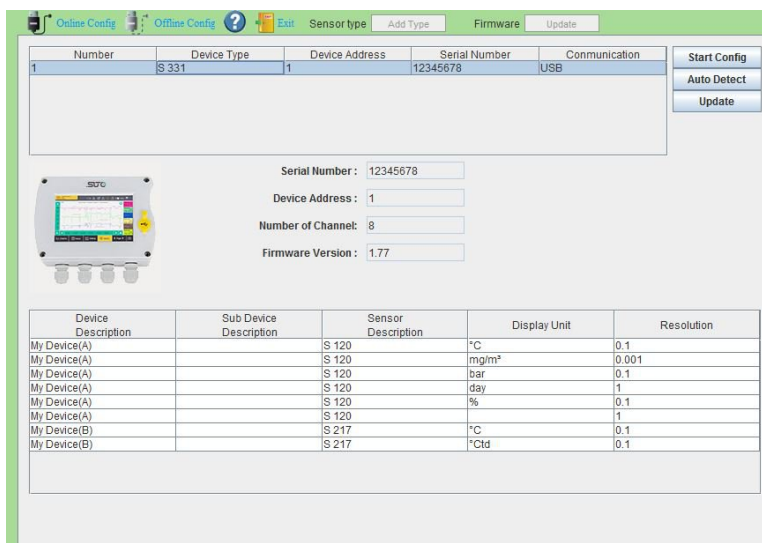 Online Config Offline Config ? Exit Sensor type Add Type Firmware Update
Number Device Type Device Address Serial Number Conmunication
1 S 331 1 12345678 USB
Start Config
Auto Detect
Update
SUTO
Serial Number : 12345678
Device Address : 1
Number of Channel: 8
Firmware Version : 1.77
Device Description Sub Device Description Sensor Description Display Unit Resolution
My Device(A) S 120 °C 0.1
My Device(A) S 120 mg/m³ 0.001
My Device(A) S 120 bar 0.1
My Device(A) S 120 day 1
My Device(A) S 120 % 0.1
My Device(A) S 120 1
My Device(B) S 217 °C 0.1
My Device(B) S 217 °Ctd 0.1